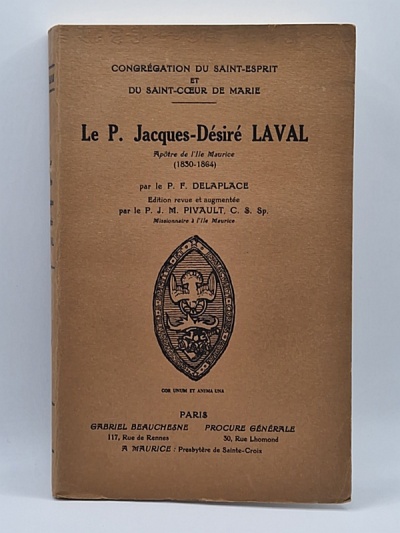 CONGRÉGATION DU SAINT-ESPRIT
ET
DU SAINT-CŒUR DE MARIE
Le P. Jacques-Désiré LAVAL
Apôtre de l'Ile Maurice
(1830-1864)
par le P. F. DELAPLACE
Edition revue et augmentée
par le P. J. M. PIVAULT, C. S. Sp.
Missionnaire à l'Ile Maurice.
COR UNUM ET ANIMA UNA
PARIS
GABRIEL BEAUCHESNE PROCURE GÉNÉRALE
117, Rue de Rennes 30, Rue Lhomond
A MAURICE : Presbytère de Sainte-Croix